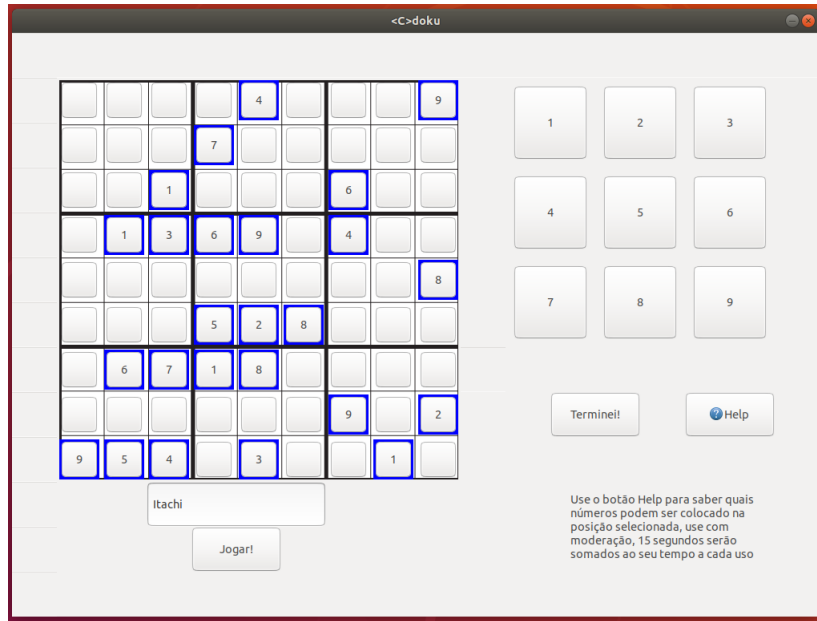 <C>doku
4 9
7
1 6
1 3 6 9 4
8
5 2 8
6 7 1 8
9 2
9 5 4 3 1
1 2 3
4 5 6
7 8 9
Terminei! Help
Itachi
Jogar!
Use o botão Help para saber quais
números podem ser colocado na
posição selecionada, use com
moderação, 15 segundos serão
somados ao seu tempo a cada uso